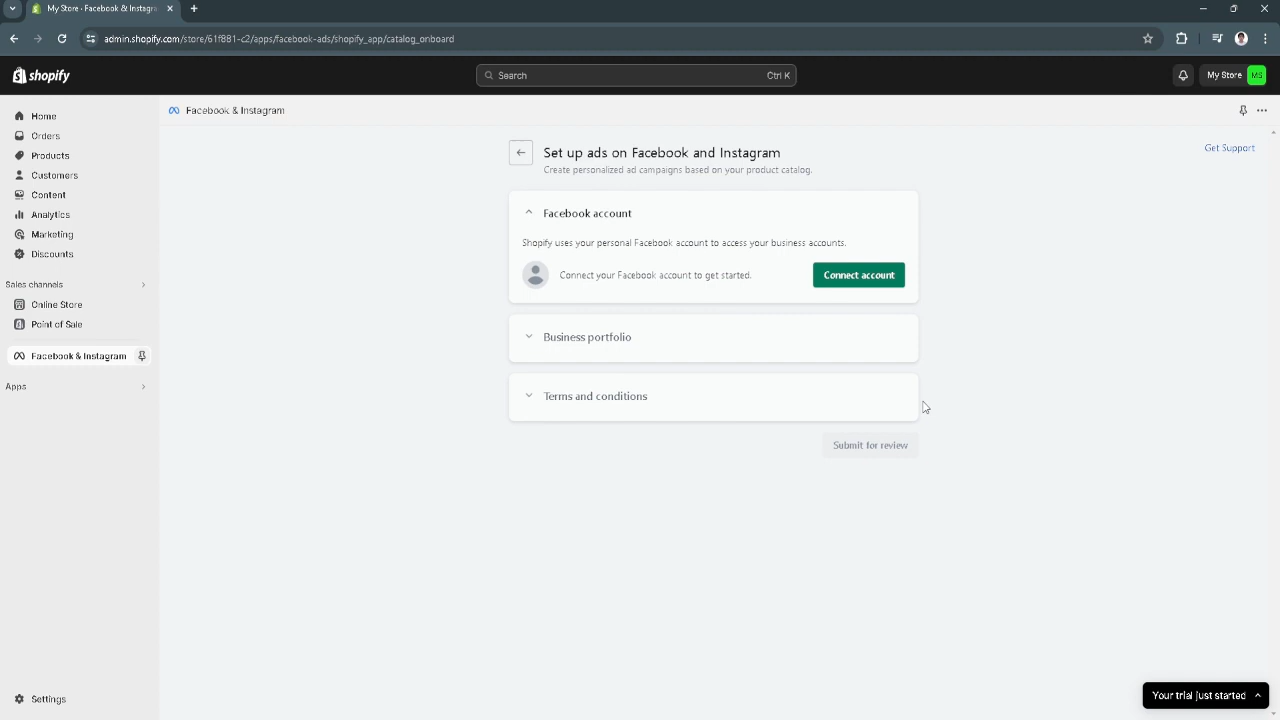 My Store · Facebook & Instagra
admin.shopify.com/store/61f881-c2/apps/facebook-ads/shopify_app/catalog_onboard
shopify
Search
Ctrl K
My Store
MS
Facebook & Instagram
Home
Orders
Products
Customers
Content
Analytics
Marketing
Discounts
Sales channels
Online Store
Point of Sale
Facebook & Instagram
Apps
Settings
Get Support
Set up ads on Facebook and Instagram
Create personalized ad campaigns based on your product catalog.
Facebook account
Shopify uses your personal Facebook account to access your business accounts.
Connect your Facebook account to get started.
Connect account
Business portfolio
Terms and conditions
Submit for review
Your trial just started